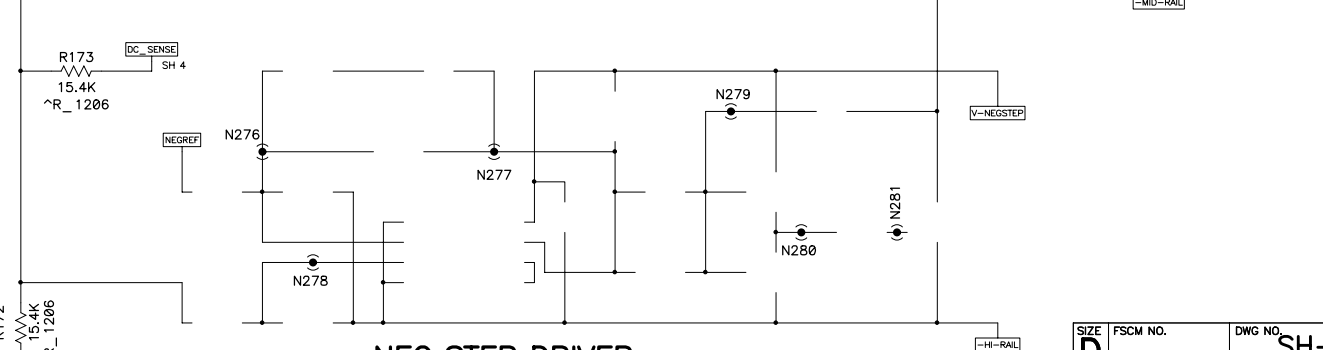 -MID-RAIL
R173
15.4K
^R_1206
DC_SENSE
SH 4
NEGREF
N276
N277
N278
N279
V-NEGSTEP
N280
N281
15.4K
-HI-RAIL
SIZE
D
FSCM NO.
DWG NO.
SH-